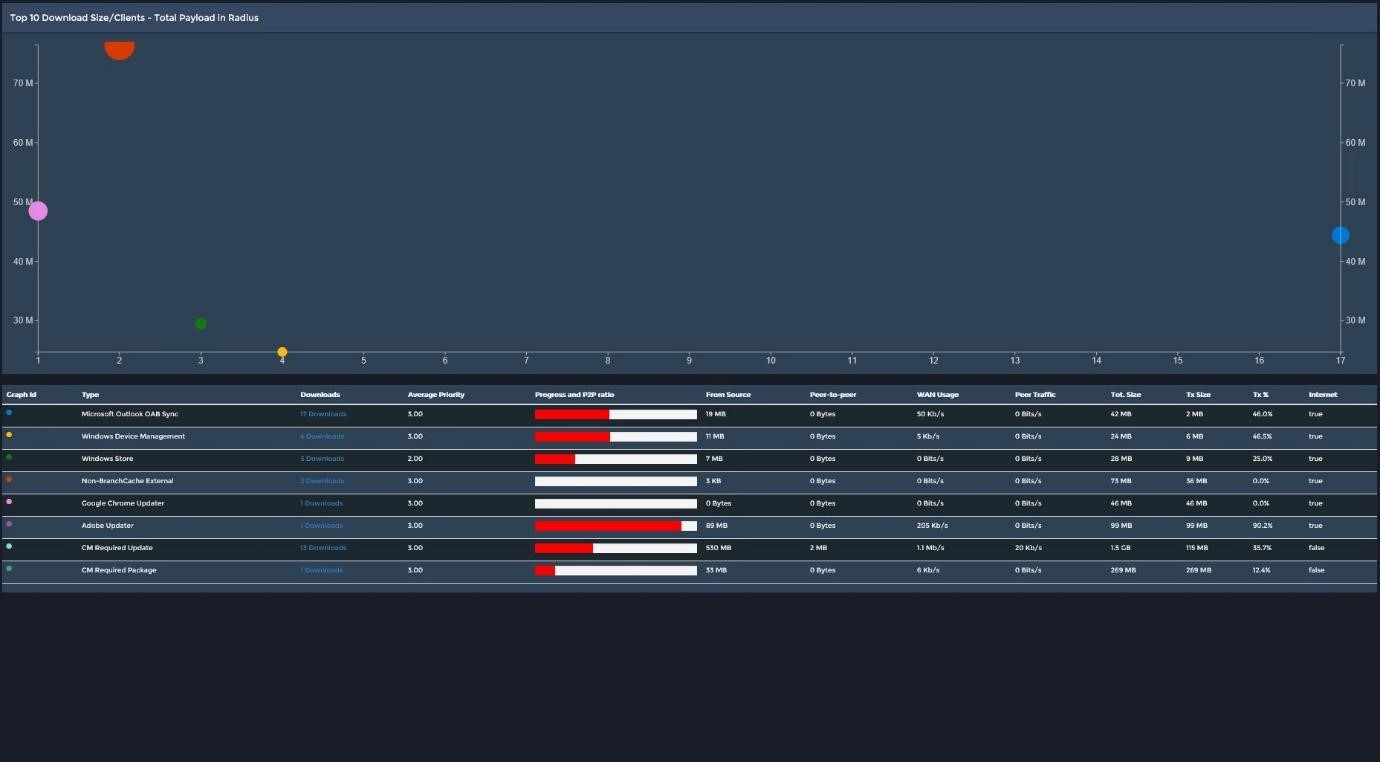 Top 10 Download Size/Clients - Total Payload in Radius
70 M 70 M
60 M 60 M
50 M 50 M
40 M 40 M
30 M 30 M
1 2 3 4 5 6 7 8 9 10 11 12 13 14 15 16 17
Graph Id Type Downloads Average Priority Progress and P2P ratio From Source Peer-to-peer WAN Usage Peer Traffic Tot. Size Tx Size Tx % Internet
Microsoft Outlook OAB Sync 17 Downloads 3.00 19 MB 0 Bytes 50 Kb/s 0 Bits/s 42 MB 2 MB 46.0% true
Windows Device Management 4 Downloads 3.00 11 MB 0 Bytes 5 Kb/s 0 Bits/s 24 MB 6 MB 46.5% true
Windows Store 3 Downloads 2.00 7 MB 0 Bytes 0 Bits/s 0 Bits/s 28 MB 9 MB 25.0% true
Non-BranchCache External 2 Downloads 3.00 3 KB 0 Bytes 0 Bits/s 0 Bits/s 73 MB 36 MB 0.0% true
Google Chrome Updater 1 Downloads 3.00 0 Bytes 0 Bytes 0 Bits/s 0 Bits/s 46 MB 46 MB 0.0% true
Adobe Updater 1 Downloads 3.00 89 MB 0 Bytes 205 Kb/s 0 Bits/s 99 MB 99 MB 90.2% true
CM Required Update 13 Downloads 3.00 530 MB 2 MB 1.1 Mb/s 20 Kb/s 1.5 GB 115 MB 35.7% false
CM Required Package 1 Downloads 3.00 33 MB 0 Bytes 6 Kb/s 0 Bits/s 269 MB 269 MB 12.4% false